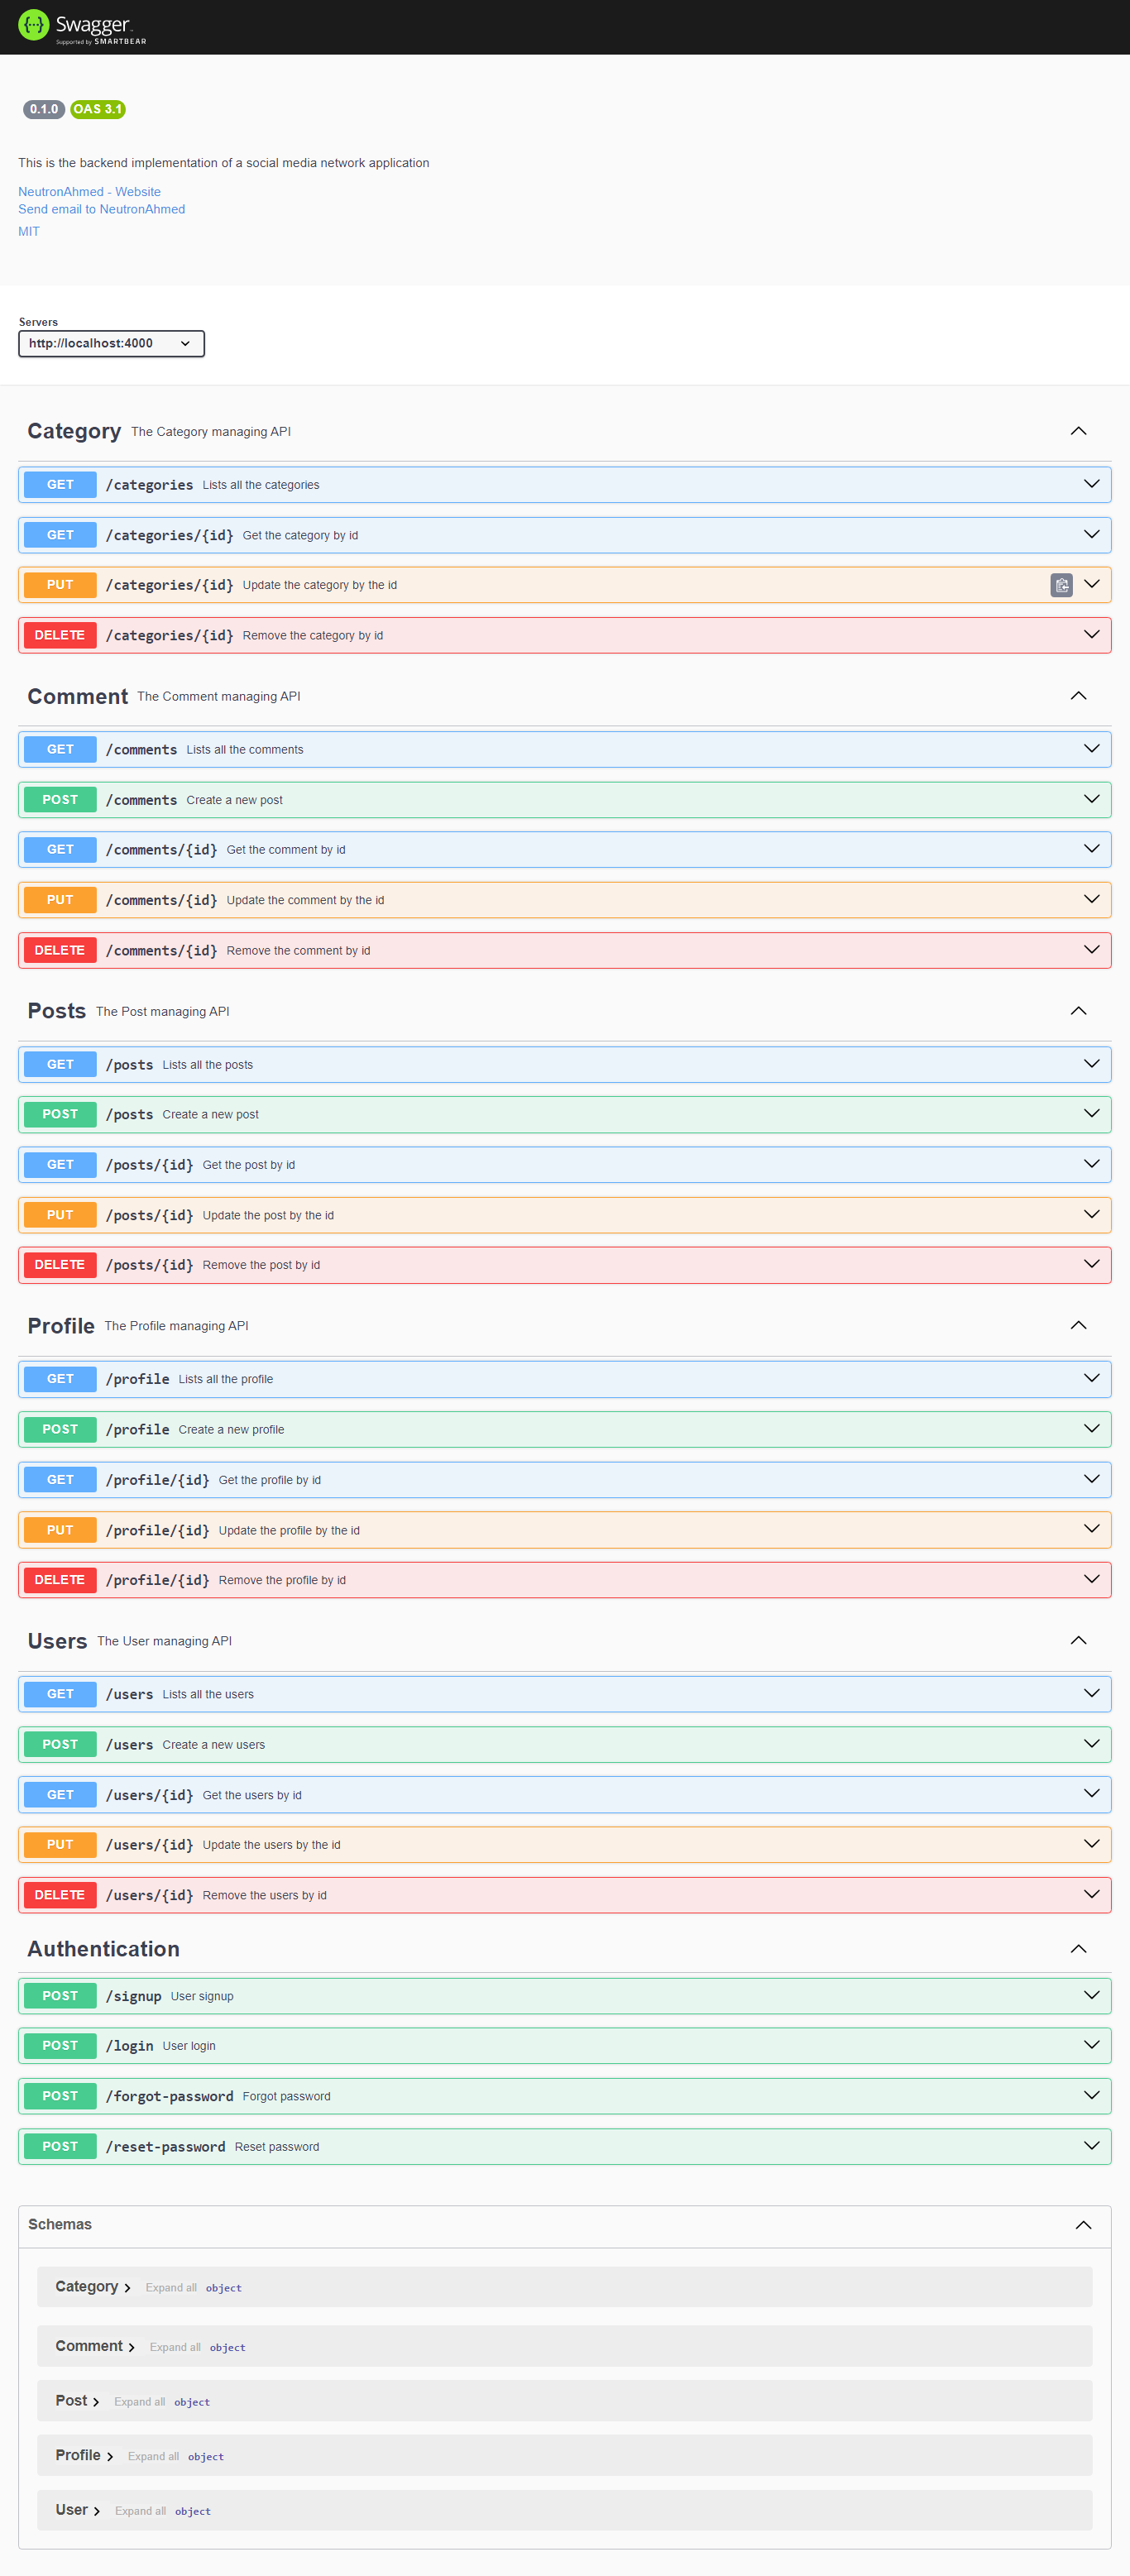 Swagger
Supported by SMARTBEAR
0.1.0 OAS 3.1
This is the backend implementation of a social media network application
NeutronAhmed - Website
Send email to NeutronAhmed
MIT
Servers
http://localhost:4000
Category The Category managing API
GET /categories Lists all the categories
GET /categories/{id} Get the category by id
PUT /categories/{id} Update the category by the id
DELETE /categories/{id} Remove the category by id
Comment The Comment managing API
GET /comments Lists all the comments
POST /comments Create a new post
GET /comments/{id} Get the comment by id
PUT /comments/{id} Update the comment by the id
DELETE /comments/{id} Remove the comment by id
Posts The Post managing API
GET /posts Lists all the posts
POST /posts Create a new post
GET /posts/{id} Get the post by id
PUT /posts/{id} Update the post by the id
DELETE /posts/{id} Remove the post by id
Profile The Profile managing API
GET /profile Lists all the profile
POST /profile Create a new profile
GET /profile/{id} Get the profile by id
PUT /profile/{id} Update the profile by the id
DELETE /profile/{id} Remove the profile by id
Users The User managing API
GET /users Lists all the users
POST /users Create a new users
GET /users/{id} Get the users by id
PUT /users/{id} Update the users by the id
DELETE /users/{id} Remove the users by id
Authentication
POST /signup User signup
POST /login User login
POST /forgot-password Forgot password
POST /reset-password Reset password
Schemas
Category Expand all object
Comment Expand all object
Post Expand all object
Profile Expand all object
User Expand all object